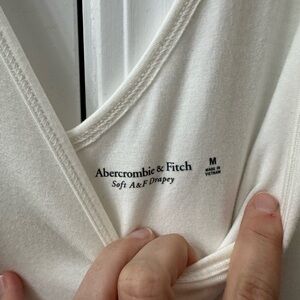 Abercrombie & Fitch
Soft A&F Drapey
M
MADE IN
VIETNAM